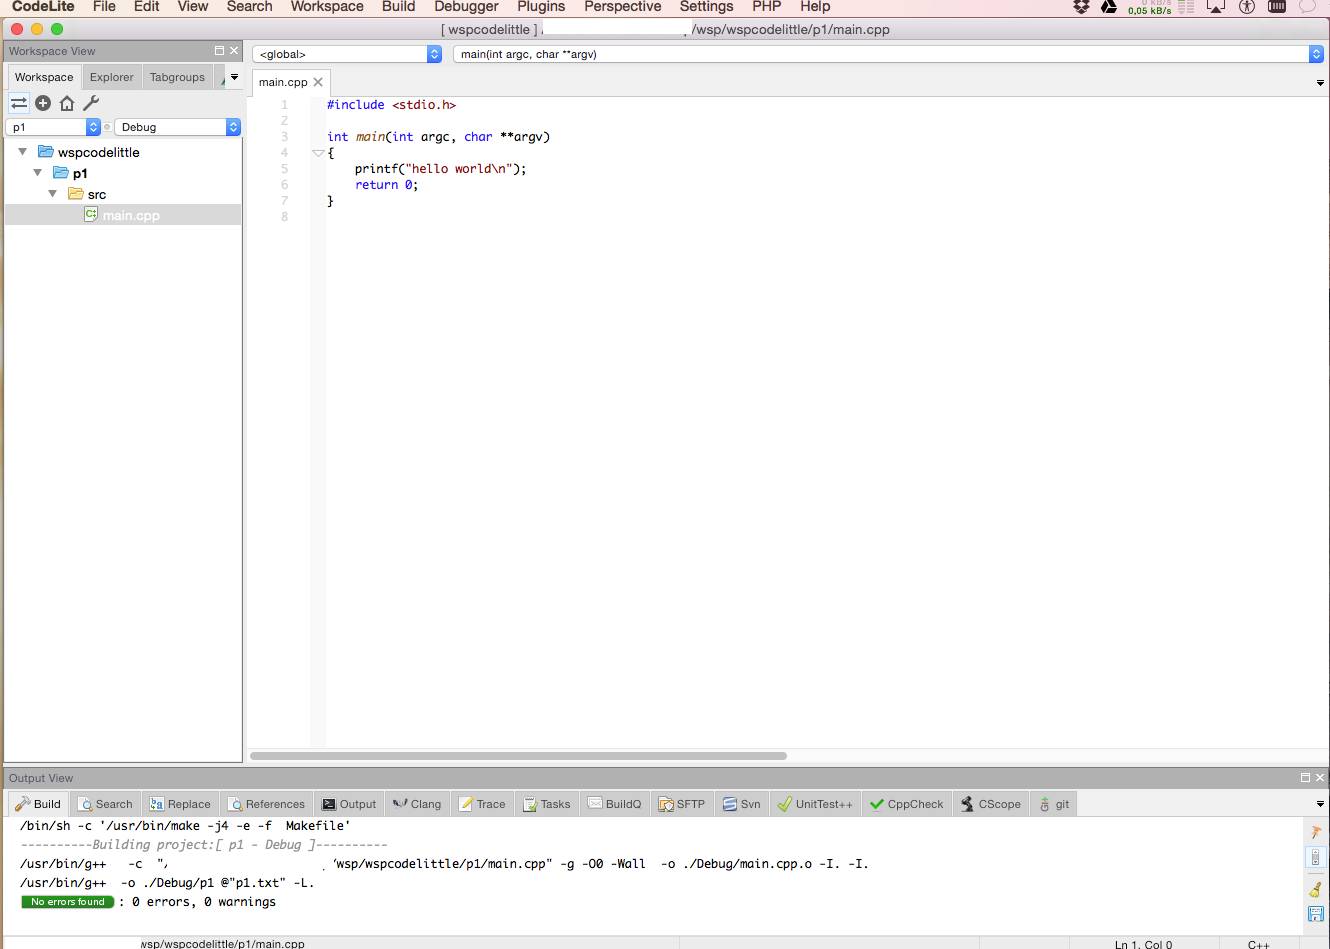 CodeLite File Edit View Search Workspace Build Debugger Plugins Perspective Settings PHP Help
0 kB/s
0,05 kB/s
[ wspcodelittle ] /wsp/wspcodelittle/p1/main.cpp
Workspace View
<global>
main(int argc, char **argv)
Workspace Explorer Tabgroups
main.cpp
p1
Debug
wspcodelittle
p1
src
main.cpp
1 #include <stdio.h>
2
3 int main(int argc, char **argv)
4 {
5 printf("hello world\n");
6 return 0;
7 }
8
Output View
Build Search Replace References Output Clang Trace Tasks BuildQ SFTP Svn UnitTest++ CppCheck CScope git
/bin/sh -c '/usr/bin/make -j4 -e -f  Makefile'
----------Building project:[ p1 - Debug ]----------
/usr/bin/g++   -c  "/ wsp/wspcodelittle/p1/main.cpp" -g -O0 -Wall  -o ./Debug/main.cpp.o -I. -I.
/usr/bin/g++  -o ./Debug/p1 @"p1.txt" -L.
No errors found : 0 errors, 0 warnings
wsp/wspcodelittle/p1/main.cpp
Ln 1, Col 0
C++